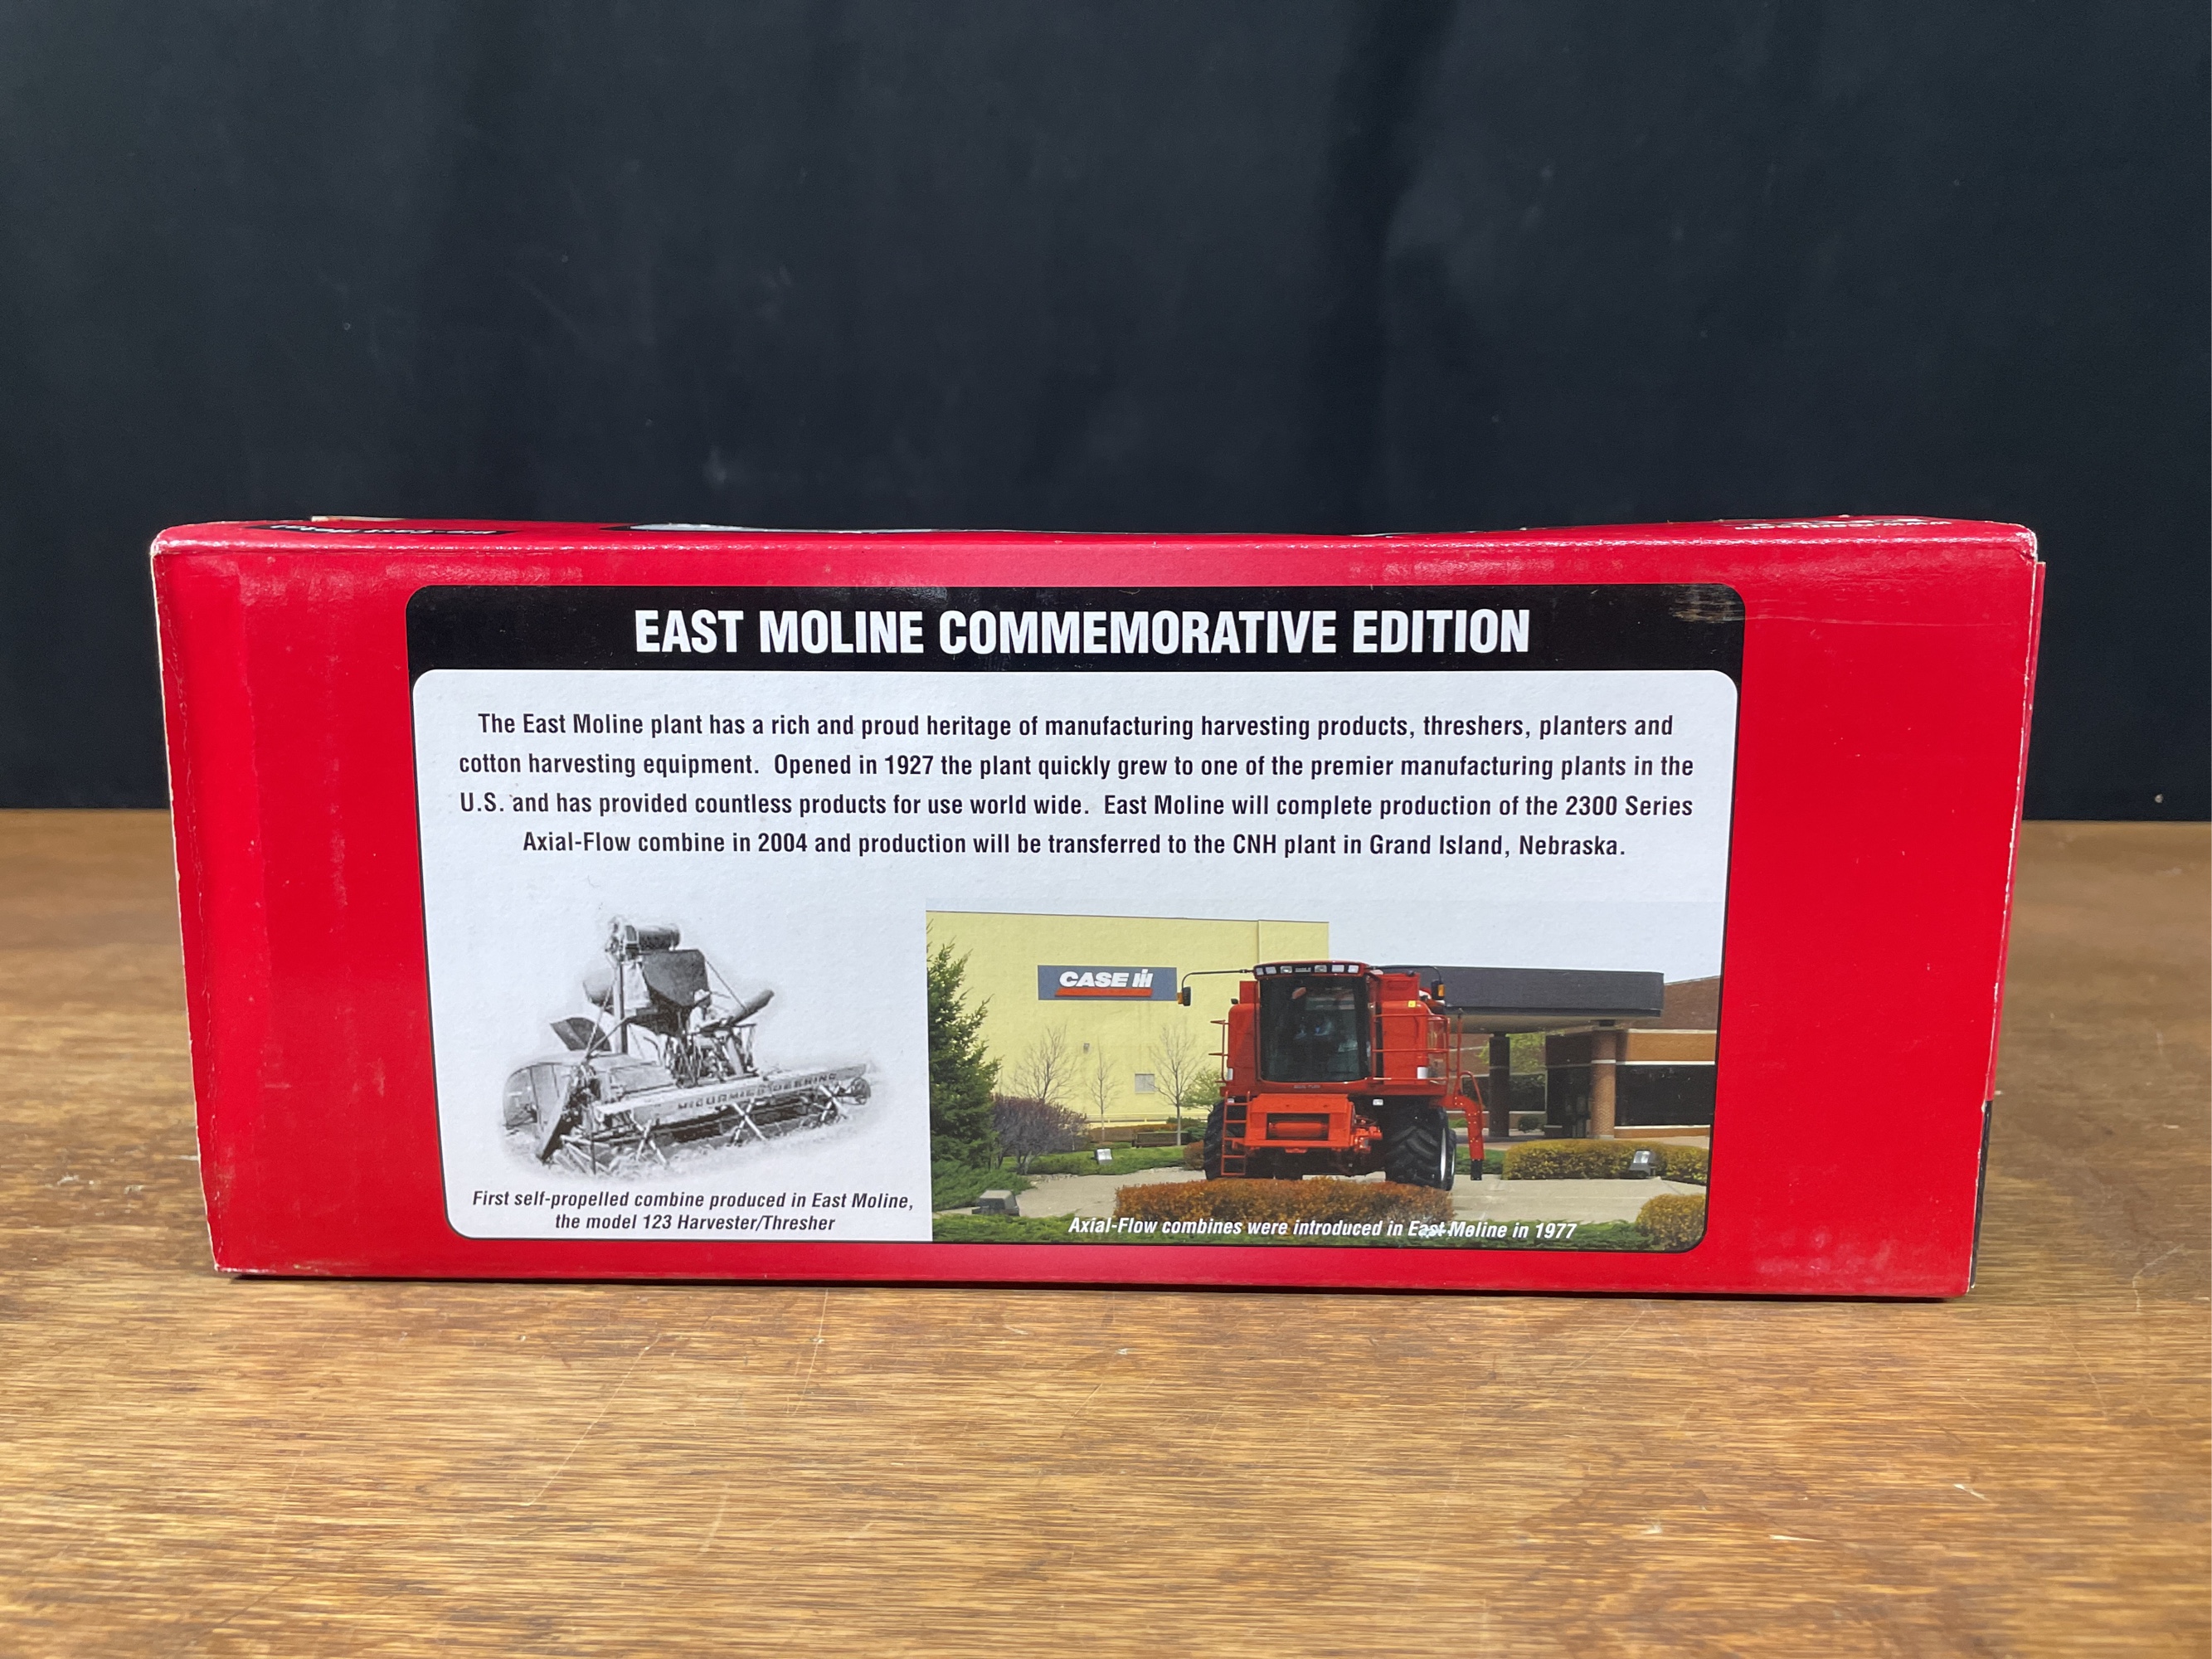 EAST MOLINE COMMEMORATIVE EDITION
The East Moline plant has a rich and proud heritage of manufacturing harvesting products, threshers, planters and
cotton harvesting equipment. Opened in 1927 the plant quickly grew to one of the premier manufacturing plants in the
U.S. and has provided countless products for use world wide. East Moline will complete production of the 2300 Series
Axial-Flow combine in 2004 and production will be transferred to the CNH plant in Grand Island, Nebraska.
CASE IH
McCORMICK-DEERING
First self-propelled combine produced in East Moline,
the model 123 Harvester/Thresher
Axial-Flow combines were introduced in East Moline in 1977